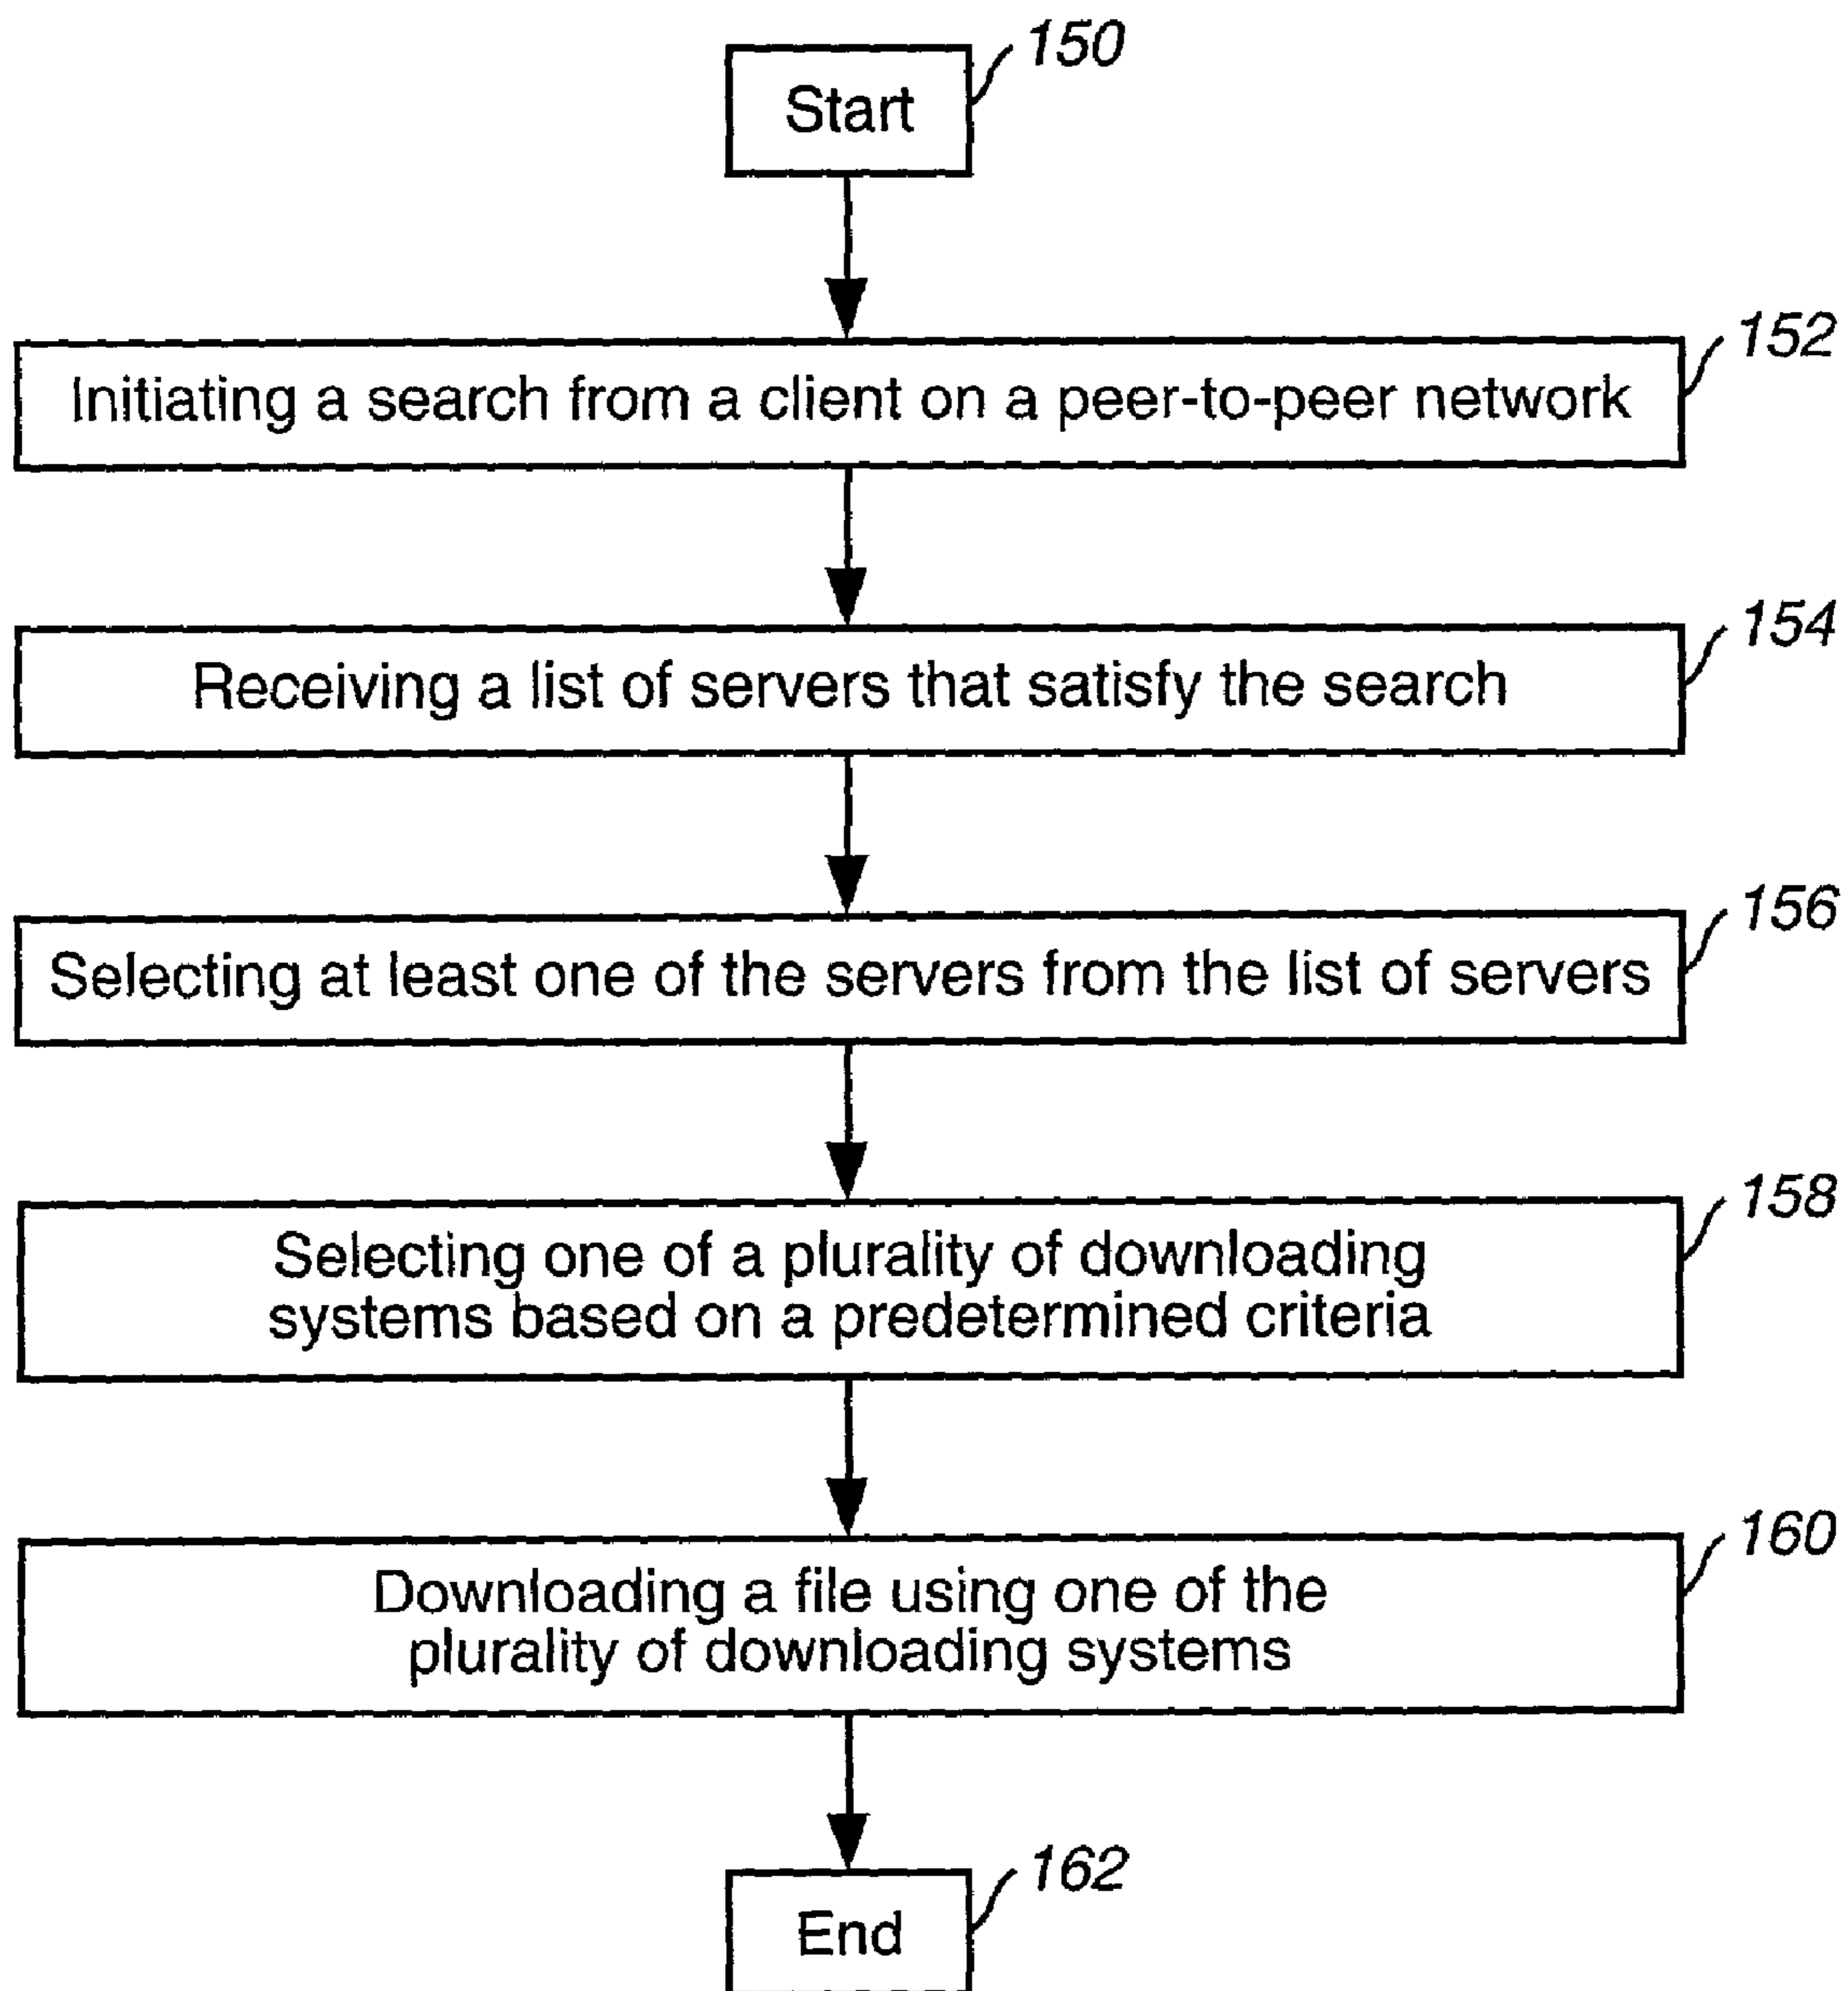 150
Start
152
Initiating a search from a client on a peer-to-peer network
154
Receiving a list of servers that satisfy the search
156
Selecting at least one of the servers from the list of servers
158
Selecting one of a plurality of downloading
systems based on a predetermined criteria
160
Downloading a file using one of the
plurality of downloading systems
162
End